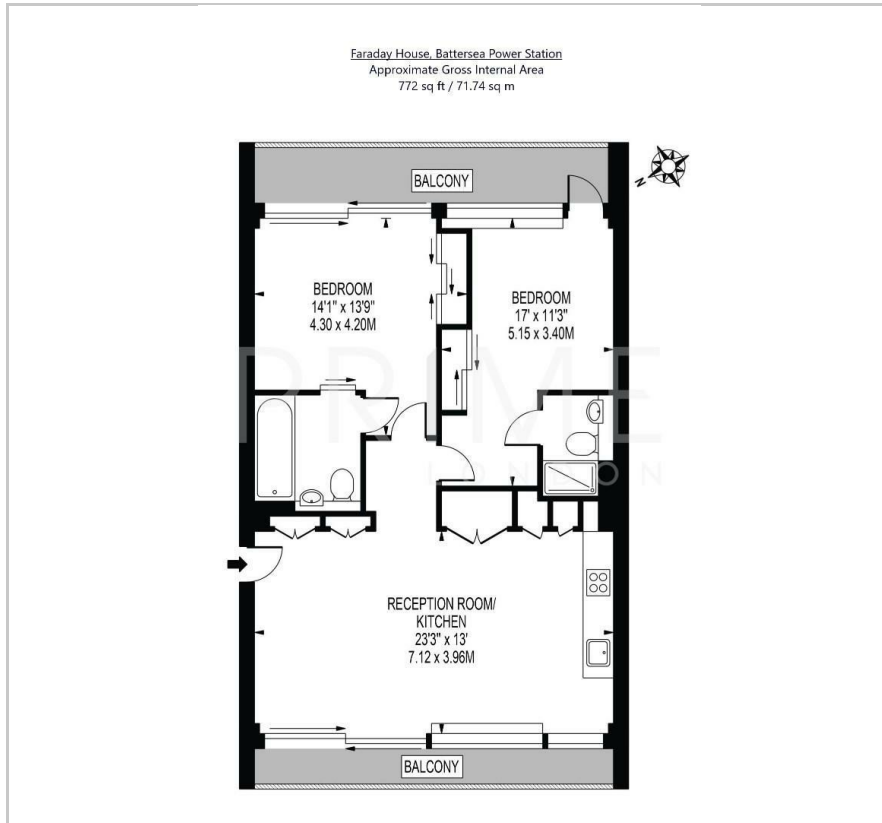 Faraday House, Battersea Power Station
Approximate Gross Internal Area
772 sq ft / 71.74 sq m
BALCONY
N
BEDROOM
14'1" x 13'9"
4.30 x 4.20M
BEDROOM
17' x 11'3"
5.15 x 3.40M
PRIME
LONDON
RECEPTION ROOM/
KITCHEN
23'3" x 13'
7.12 x 3.96M
BALCONY